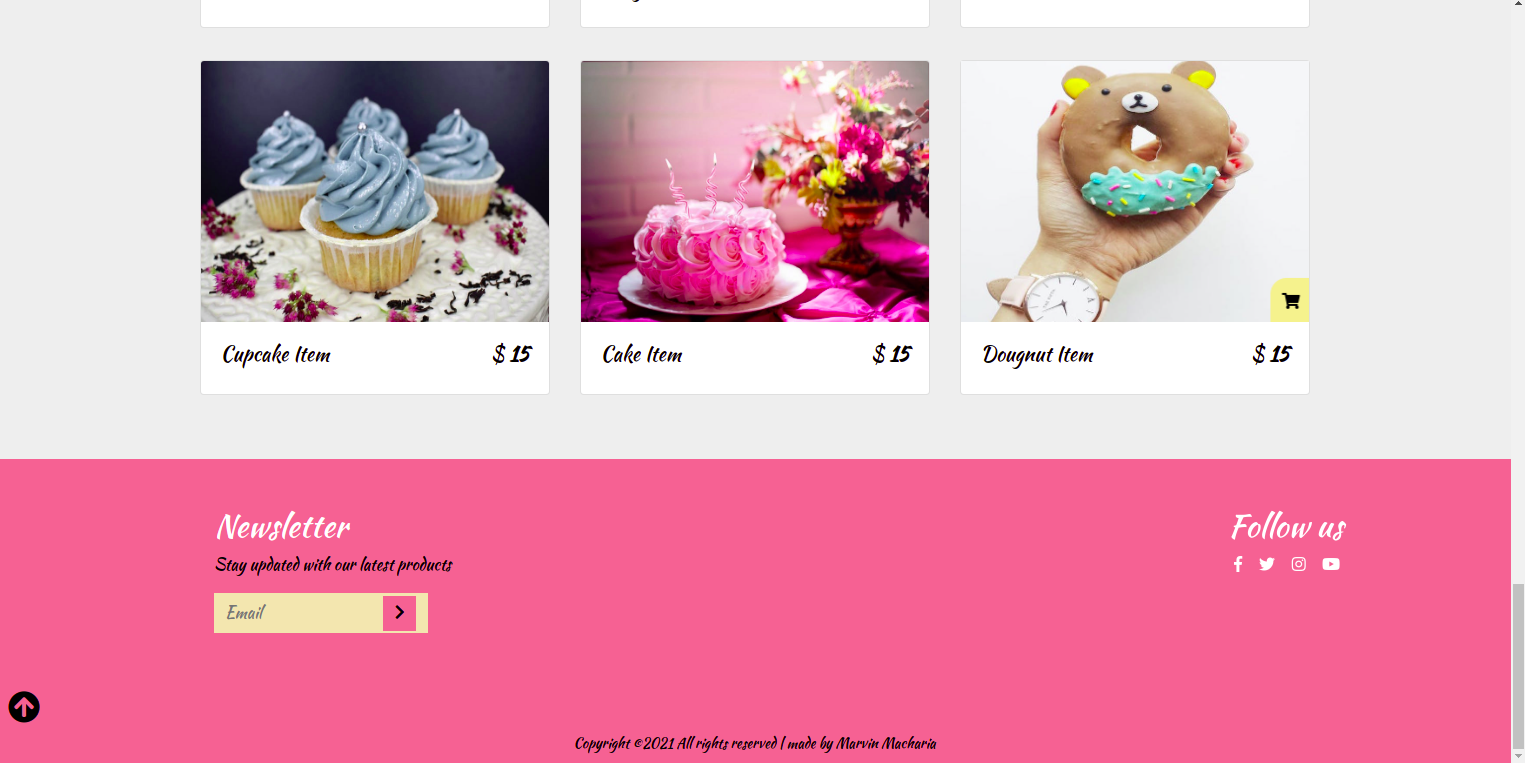 Cupcake Item
$ 15
Cake Item
$ 15
Dougnut Item
$ 15
Newsletter
Stay updated with our latest products
Email
Follow us
Copyright ©2021 All rights reserved | made by Marvin Macharia